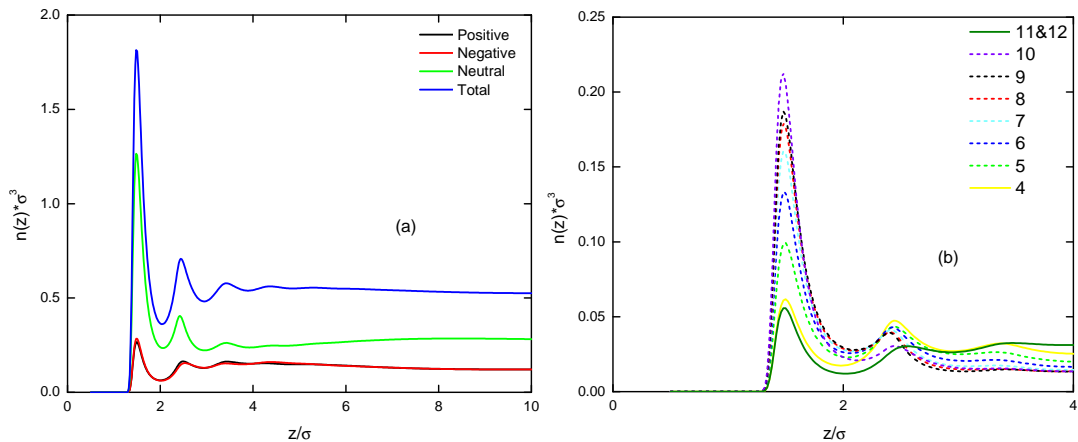 2.0
1.5
1.0
0.5
0.0
n(z)*σ³
Positive
Negative
Neutral
Total
(a)
0 2 4 6 8 10
z/σ
0.25
0.20
0.15
0.10
0.05
0.00
n(z)*σ³
11&12
10
9
8
7
6
5
4
(b)
0 2 4
z/σ